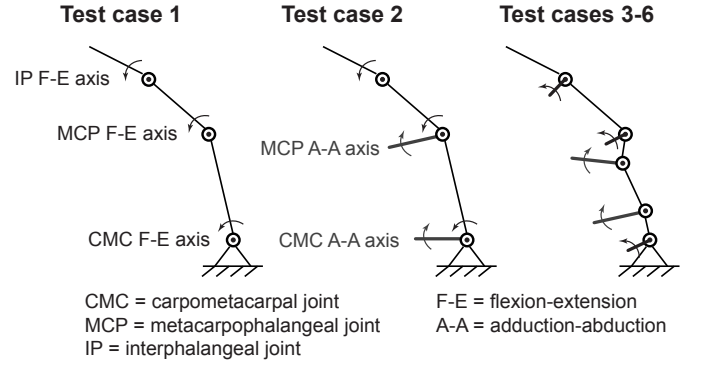 Test case 1
Test case 2
Test cases 3-6
IP F-E axis
MCP F-E axis
MCP A-A axis
CMC F-E axis
CMC A-A axis
CMC = carpometacarpal joint
MCP = metacarpophalangeal joint
IP = interphalangeal joint
F-E = flexion-extension
A-A = adduction-abduction